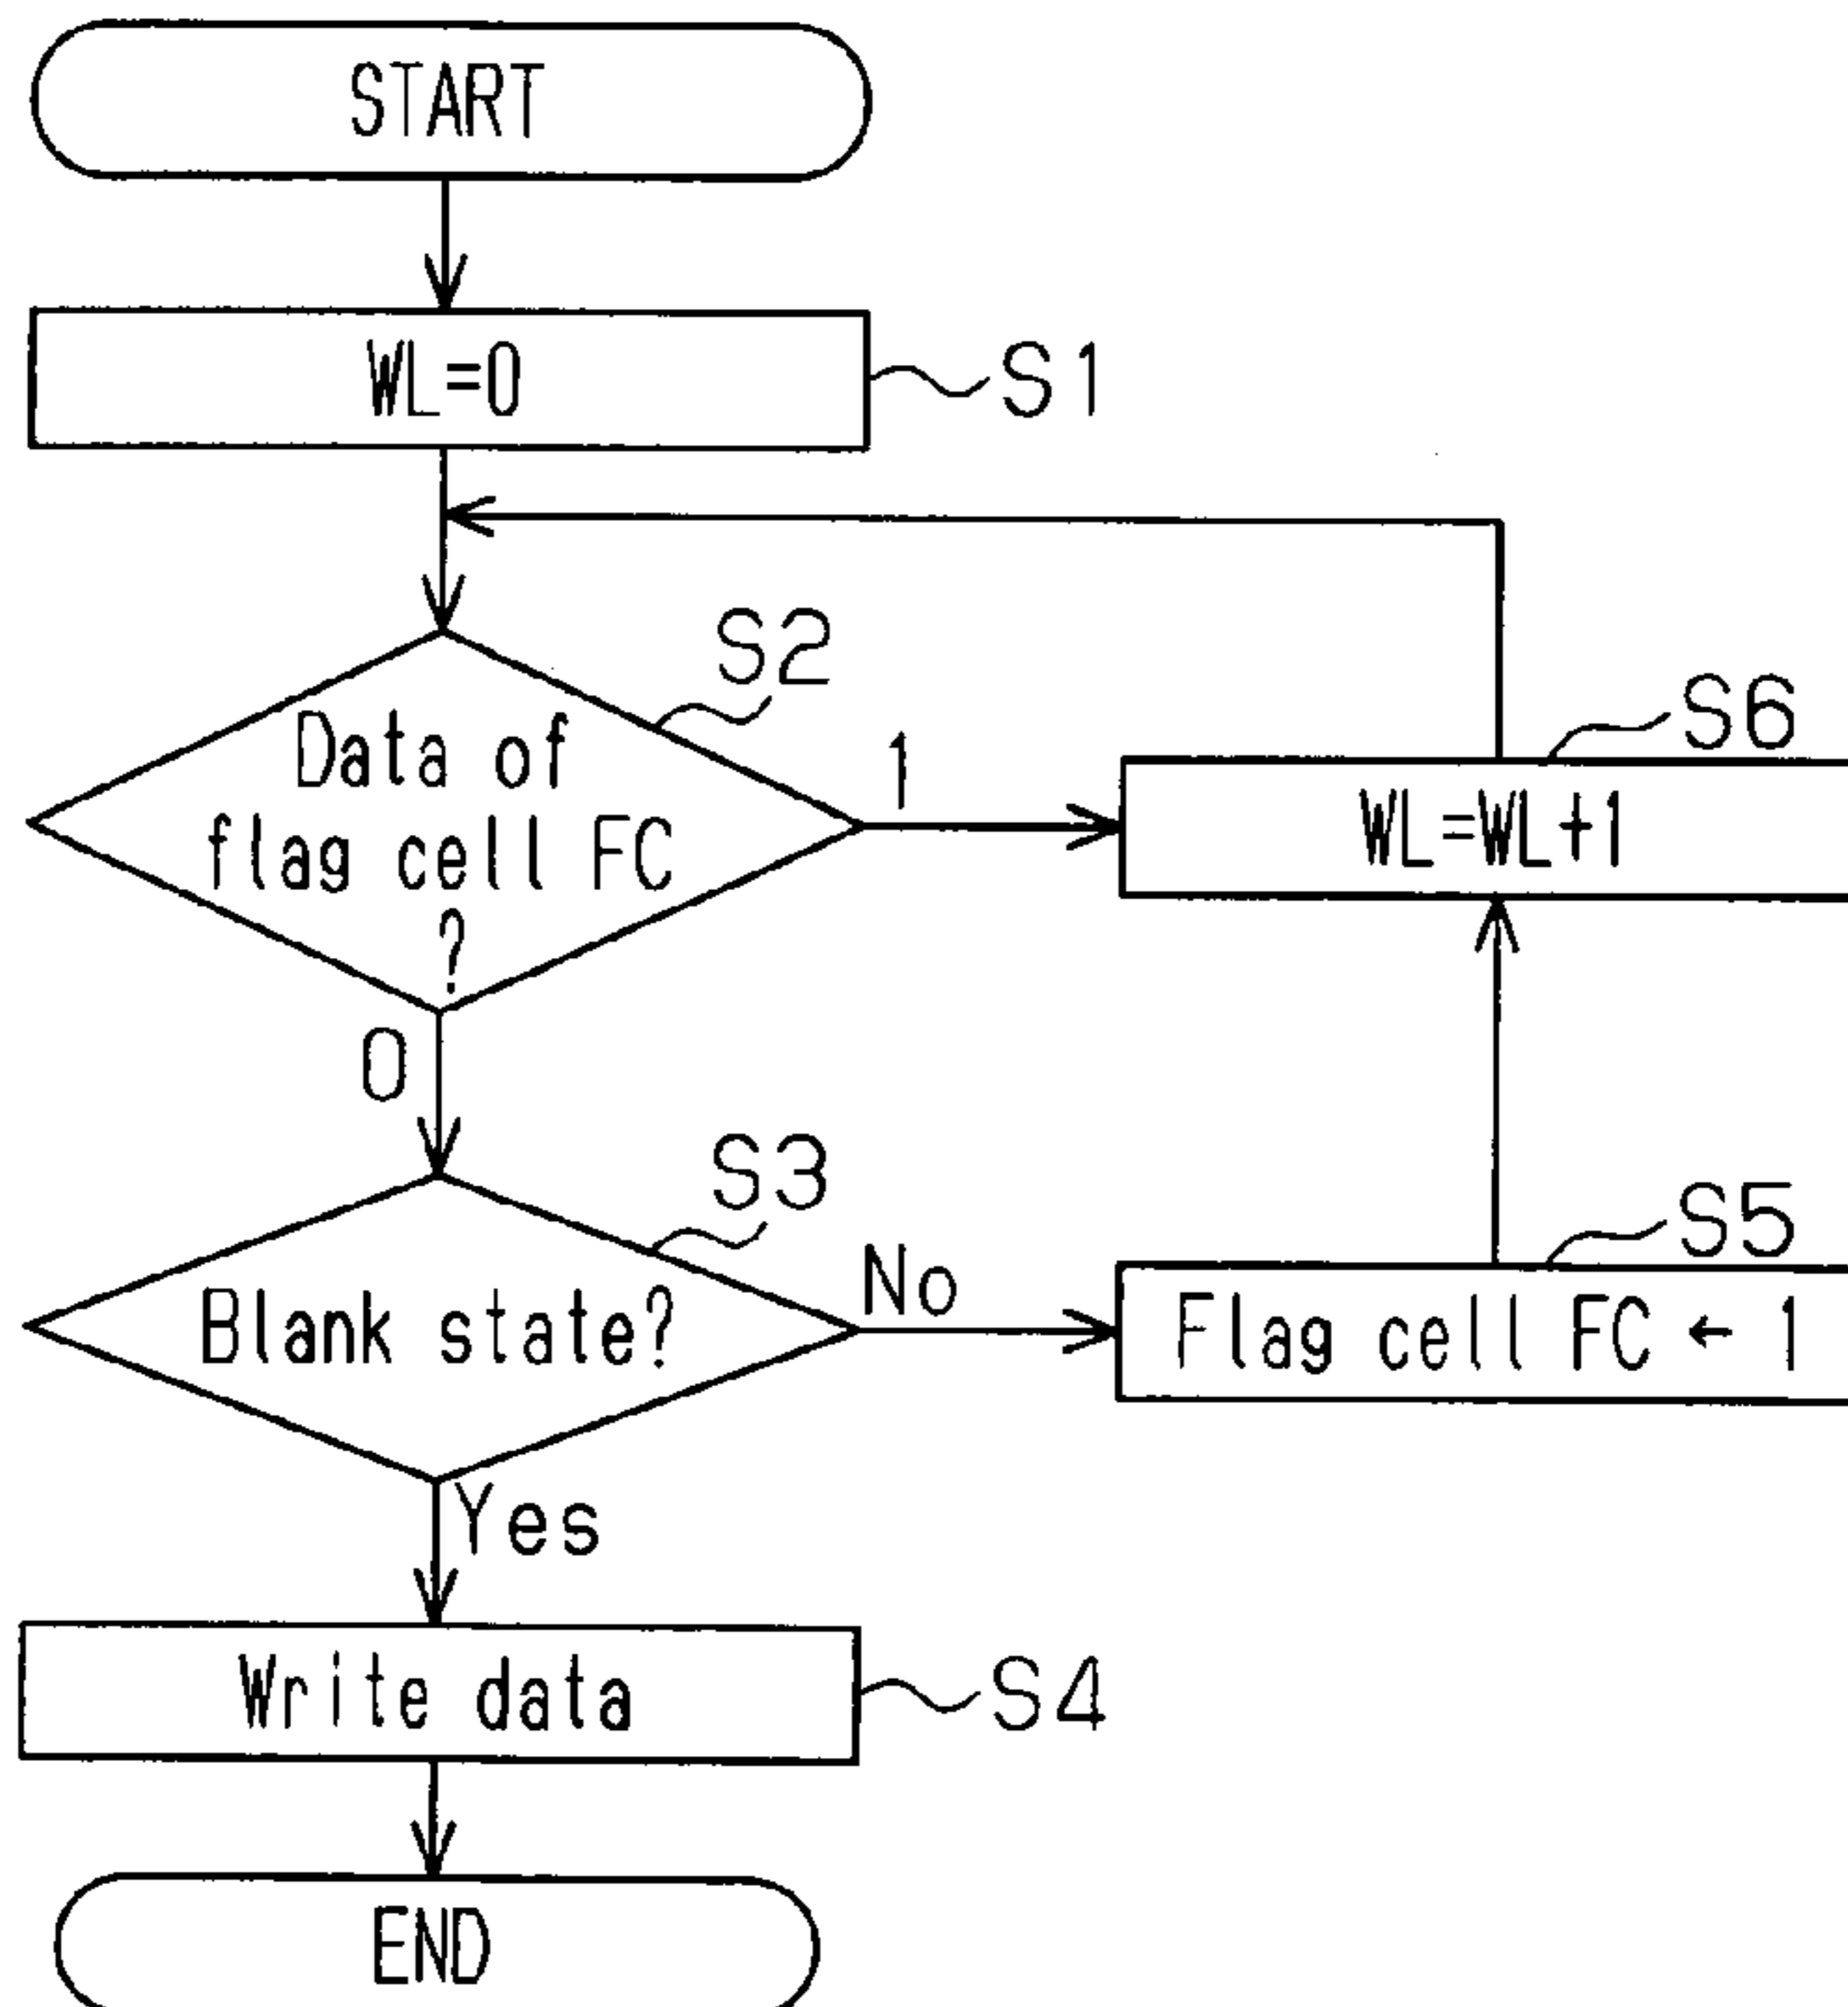 START
WL=0
S1
S2
Data of
flag cell FC
?
1
S6
WL=WL+1
0
S3
Blank state?
No
S5
Flag cell FC ← 1
Yes
Write data
S4
END